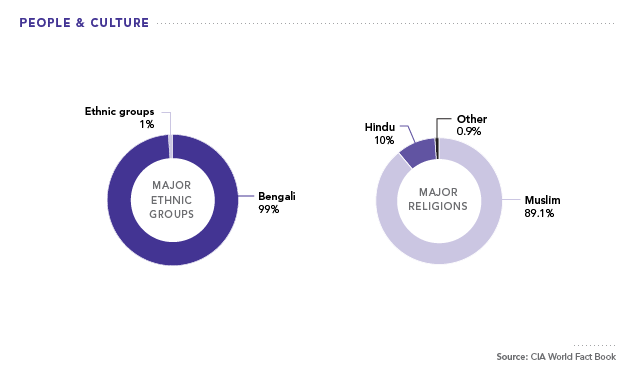 PEOPLE & CULTURE
Ethnic groups
1%
MAJOR
ETHNIC
GROUPS
Bengali
99%
Hindu
10%
Other
0.9%
MAJOR
RELIGIONS
Muslim
89.1%
Source: CIA World Fact Book